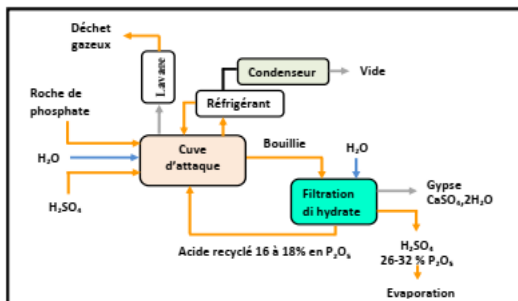 Déchet
gazeux
Lavage
Condenseur
Vide
Réfrigérant
Roche de
phosphate
H₂O
H₂SO₄
Cuve
d'attaque
Bouillie
H₂O
Filtration
di hydrate
Gypse
CaSO₄,2H₂O
Acide recyclé 16 à 18% en P₂O₅
H₂SO₄
26-32 % P₂O₅
Evaporation